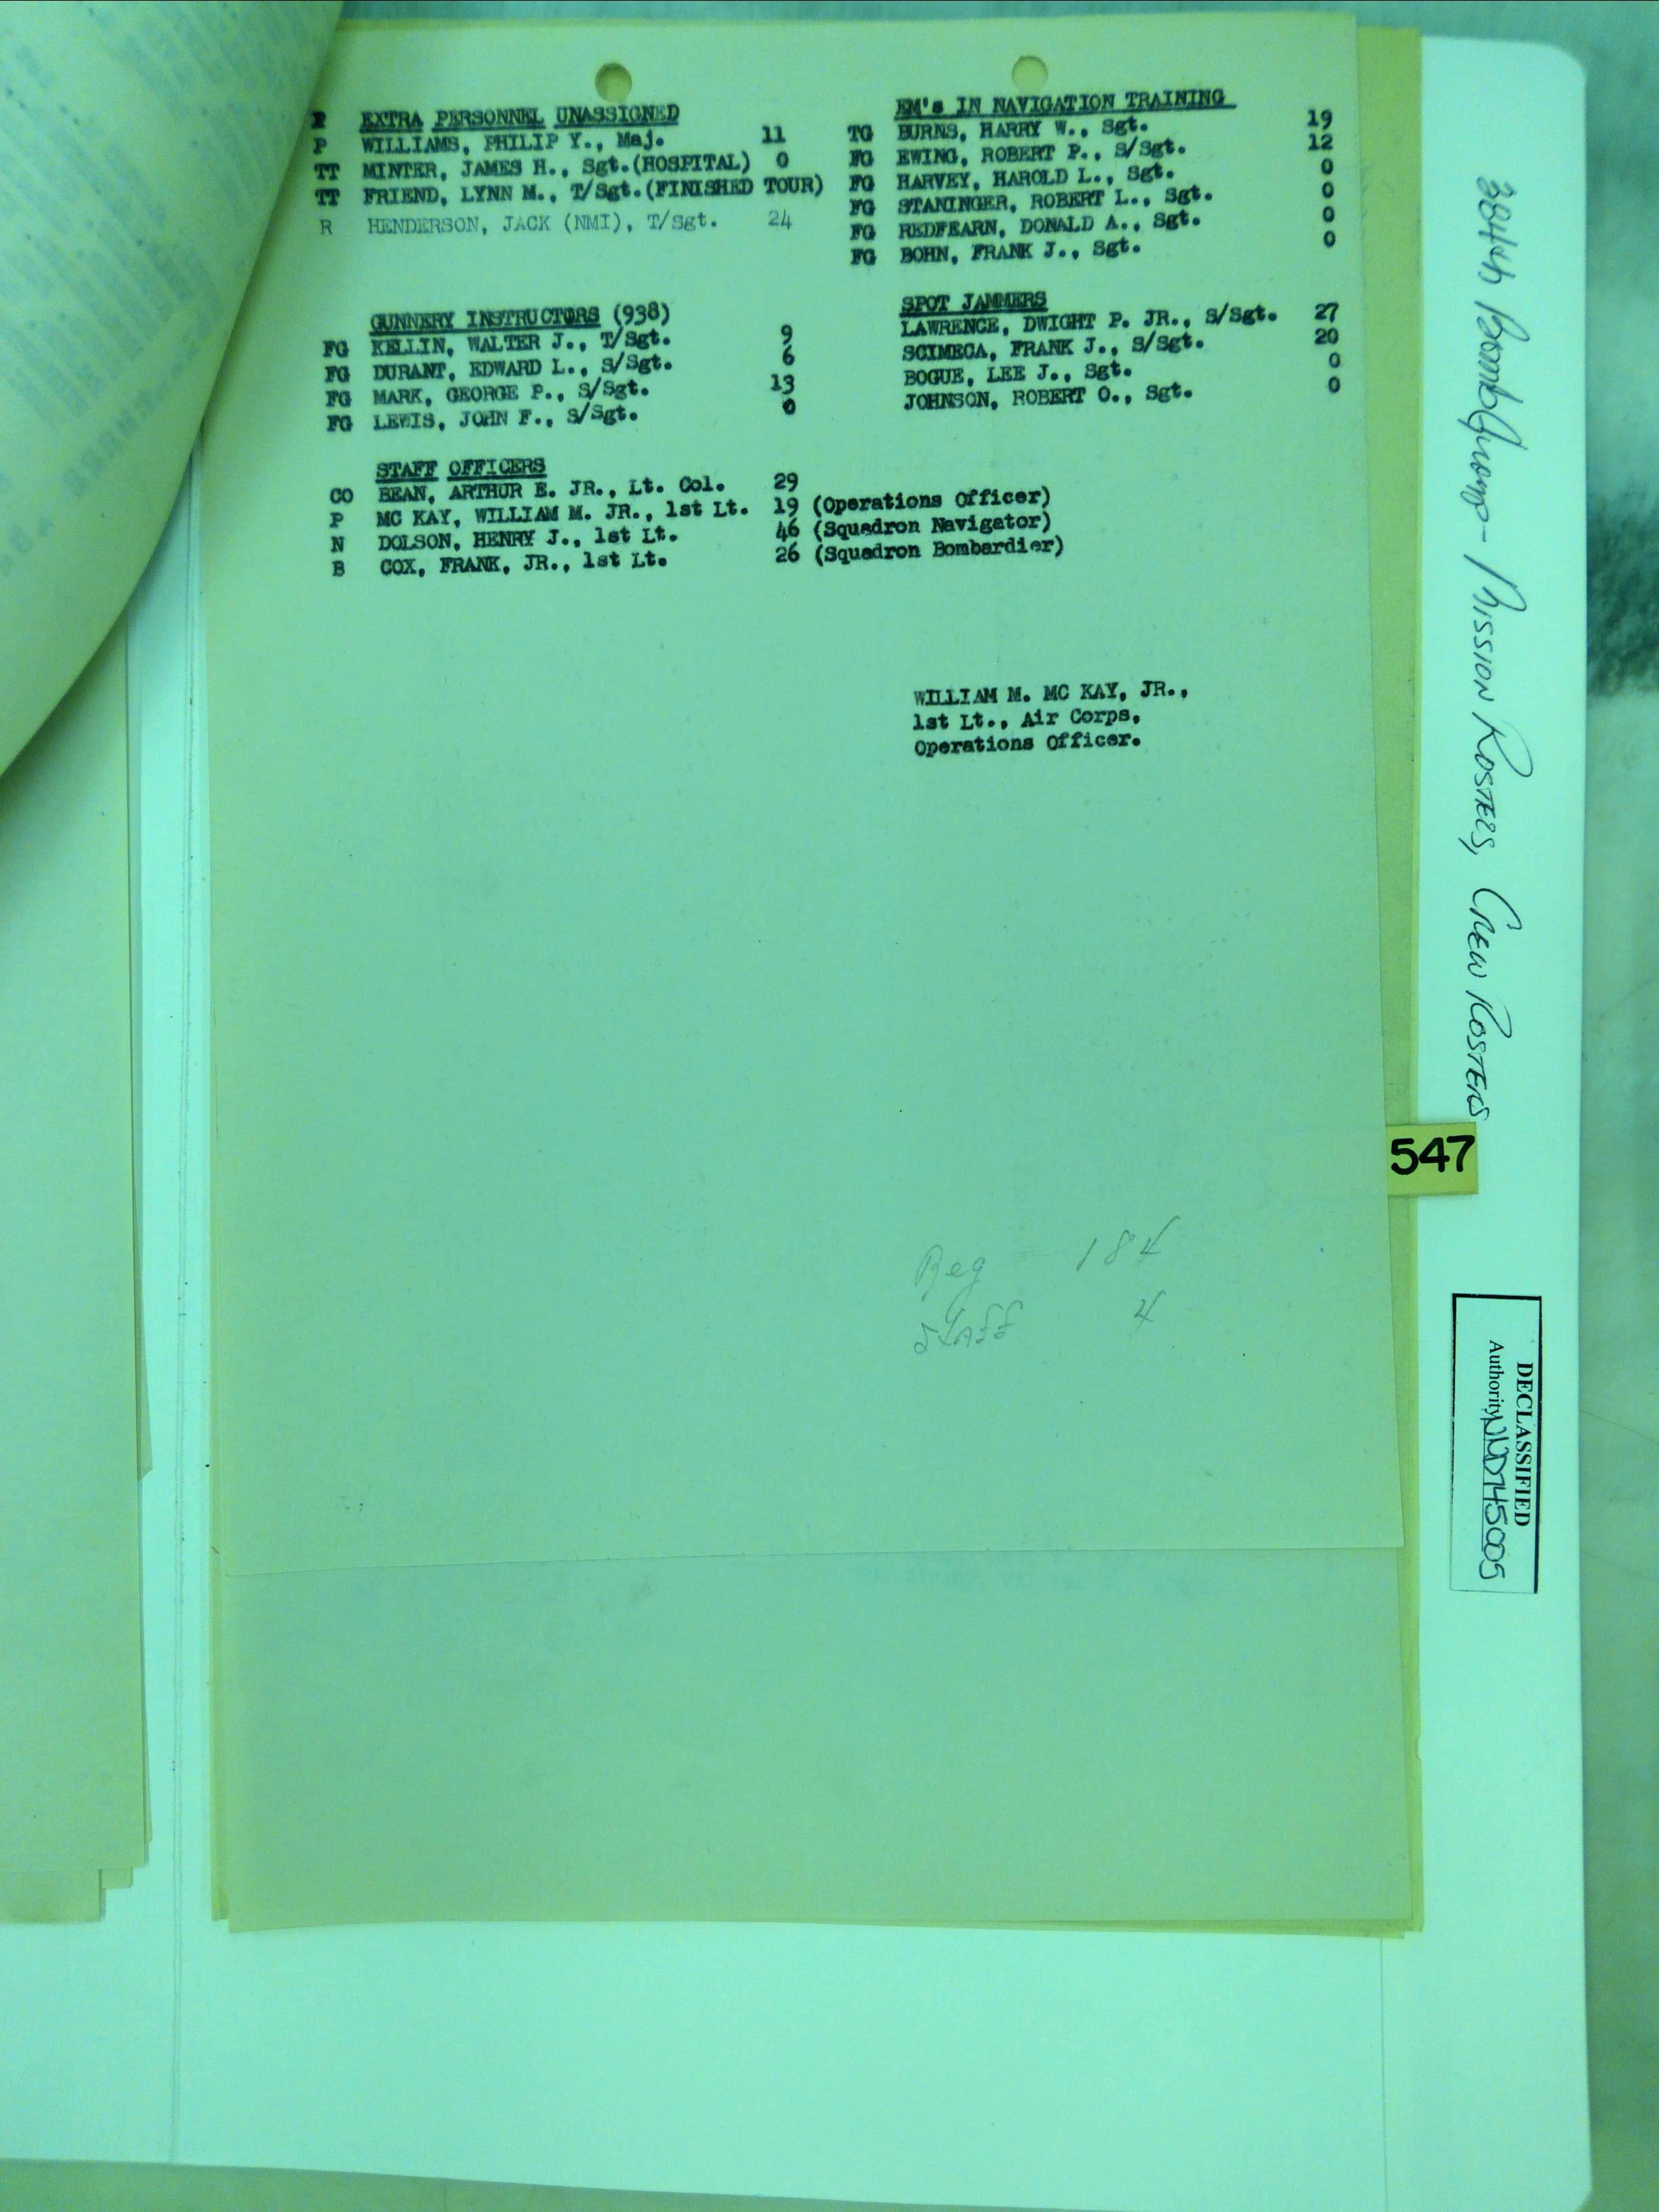 P EXTRA PERSONNEL UNASSIGNED
P WILLIAMS, PHILIP Y., Maj. 11
TT MINTER, JAMES H., Sgt.(HOSPITAL) 0
TT FRIEND, LYNN M., T/Sgt.(FINISHED TOUR)
R HENDERSON, JACK (NMI), T/Sgt. 24
EM's IN NAVIGATION TRAINING
TG BURNS, HARRY W., Sgt. 19
FG EWING, ROBERT P., S/Sgt. 12
FG HARVEY, HAROLD L., Sgt. 0
FG STANINGER, ROBERT L., Sgt. 0
FG REDFEARN, DONALD A., Sgt. 0
FG BOHN, FRANK J., Sgt. 0
GUNNERY INSTRUCTORS (938)
FG KELLIN, WALTER J., T/Sgt. 9
FG DURANT, EDWARD L., S/Sgt. 6
FG MARK, GEORGE P., S/Sgt. 13
FG LEWIS, JOHN F., S/Sgt. 0
SPOT JAMMERS
LAWRENCE, DWIGHT P. JR., S/Sgt. 27
SCIMECA, FRANK J., S/Sgt. 20
BOGUE, LEE J., Sgt. 0
JOHNSON, ROBERT O., Sgt. 0
STAFF OFFICERS
CO BEAN, ARTHUR E. JR., Lt. Col. 29
P MC KAY, WILLIAM M. JR., 1st Lt. 19 (Operations Officer)
N DOLSON, HENRY J., 1st Lt. 46 (Squadron Navigator)
B COX, FRANK, JR., 1st Lt. 26 (Squadron Bombardier)
WILLIAM M. MC KAY, JR.,
1st Lt., Air Corps,
Operations Officer.
Reg 184
Staff 4
384th Bomb Group - Mission Rosters, Crew Rosters
547
DECLASSIFIED
Authority NND745005